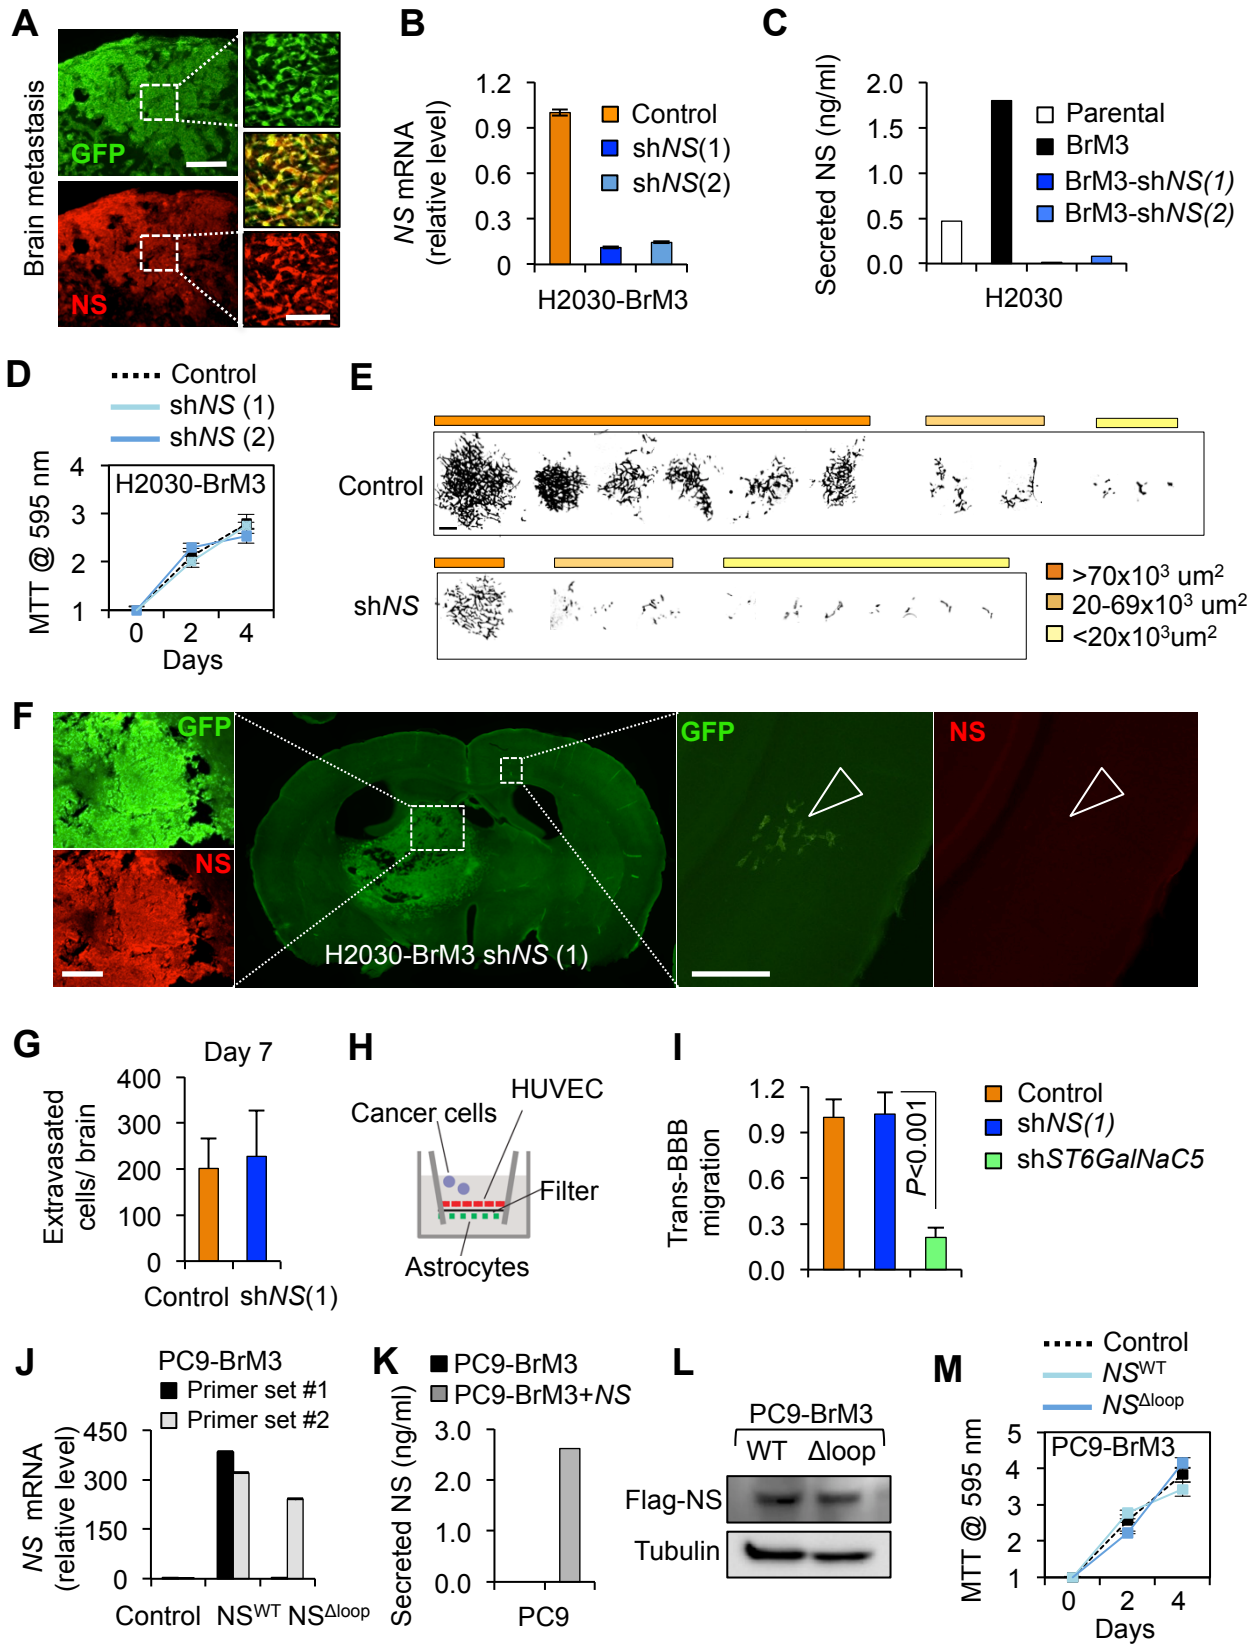 A
Brain metastasis
GFP
NS
B
NS mRNA
(relative level)
1.2
0.9
0.6
0.3
0
Control
shNS(1)
shNS(2)
H2030-BrM3
C
Secreted NS (ng/ml)
2.0
1.5
1.0
0.5
0.0
Parental
BrM3
BrM3-shNS(1)
BrM3-shNS(2)
H2030
D
Control
shNS (1)
shNS (2)
MTT @ 595 nm
4
3
2
1
H2030-BrM3
0 2 4
Days
E
Control
shNS
>70x10³ um²
20-69x10³ um²
<20x10³um²
F
GFP
NS
H2030-BrM3 shNS (1)
GFP
NS
G
Day 7
Extravasated
cells/ brain
400
300
200
100
0
Control shNS(1)
H
HUVEC
Cancer cells
Filter
Astrocytes
I
Trans-BBB
migration
1.2
0.9
0.6
0.3
0.0
P<0.001
Control
shNS(1)
shST6GalNaC5
J
PC9-BrM3
Primer set #1
Primer set #2
NS mRNA
(relative level)
450
300
150
0
Control NSᵂᵀ NS^Δloop
K
PC9-BrM3
PC9-BrM3+NS
Secreted NS (ng/ml)
3.0
2.0
1.0
0.0
PC9
L
PC9-BrM3
WT Δloop
Flag-NS
Tubulin
M
Control
NSᵂᵀ
NS^Δloop
MTT @ 595 nm
5
4
3
2
1
PC9-BrM3
0 2 4
Days